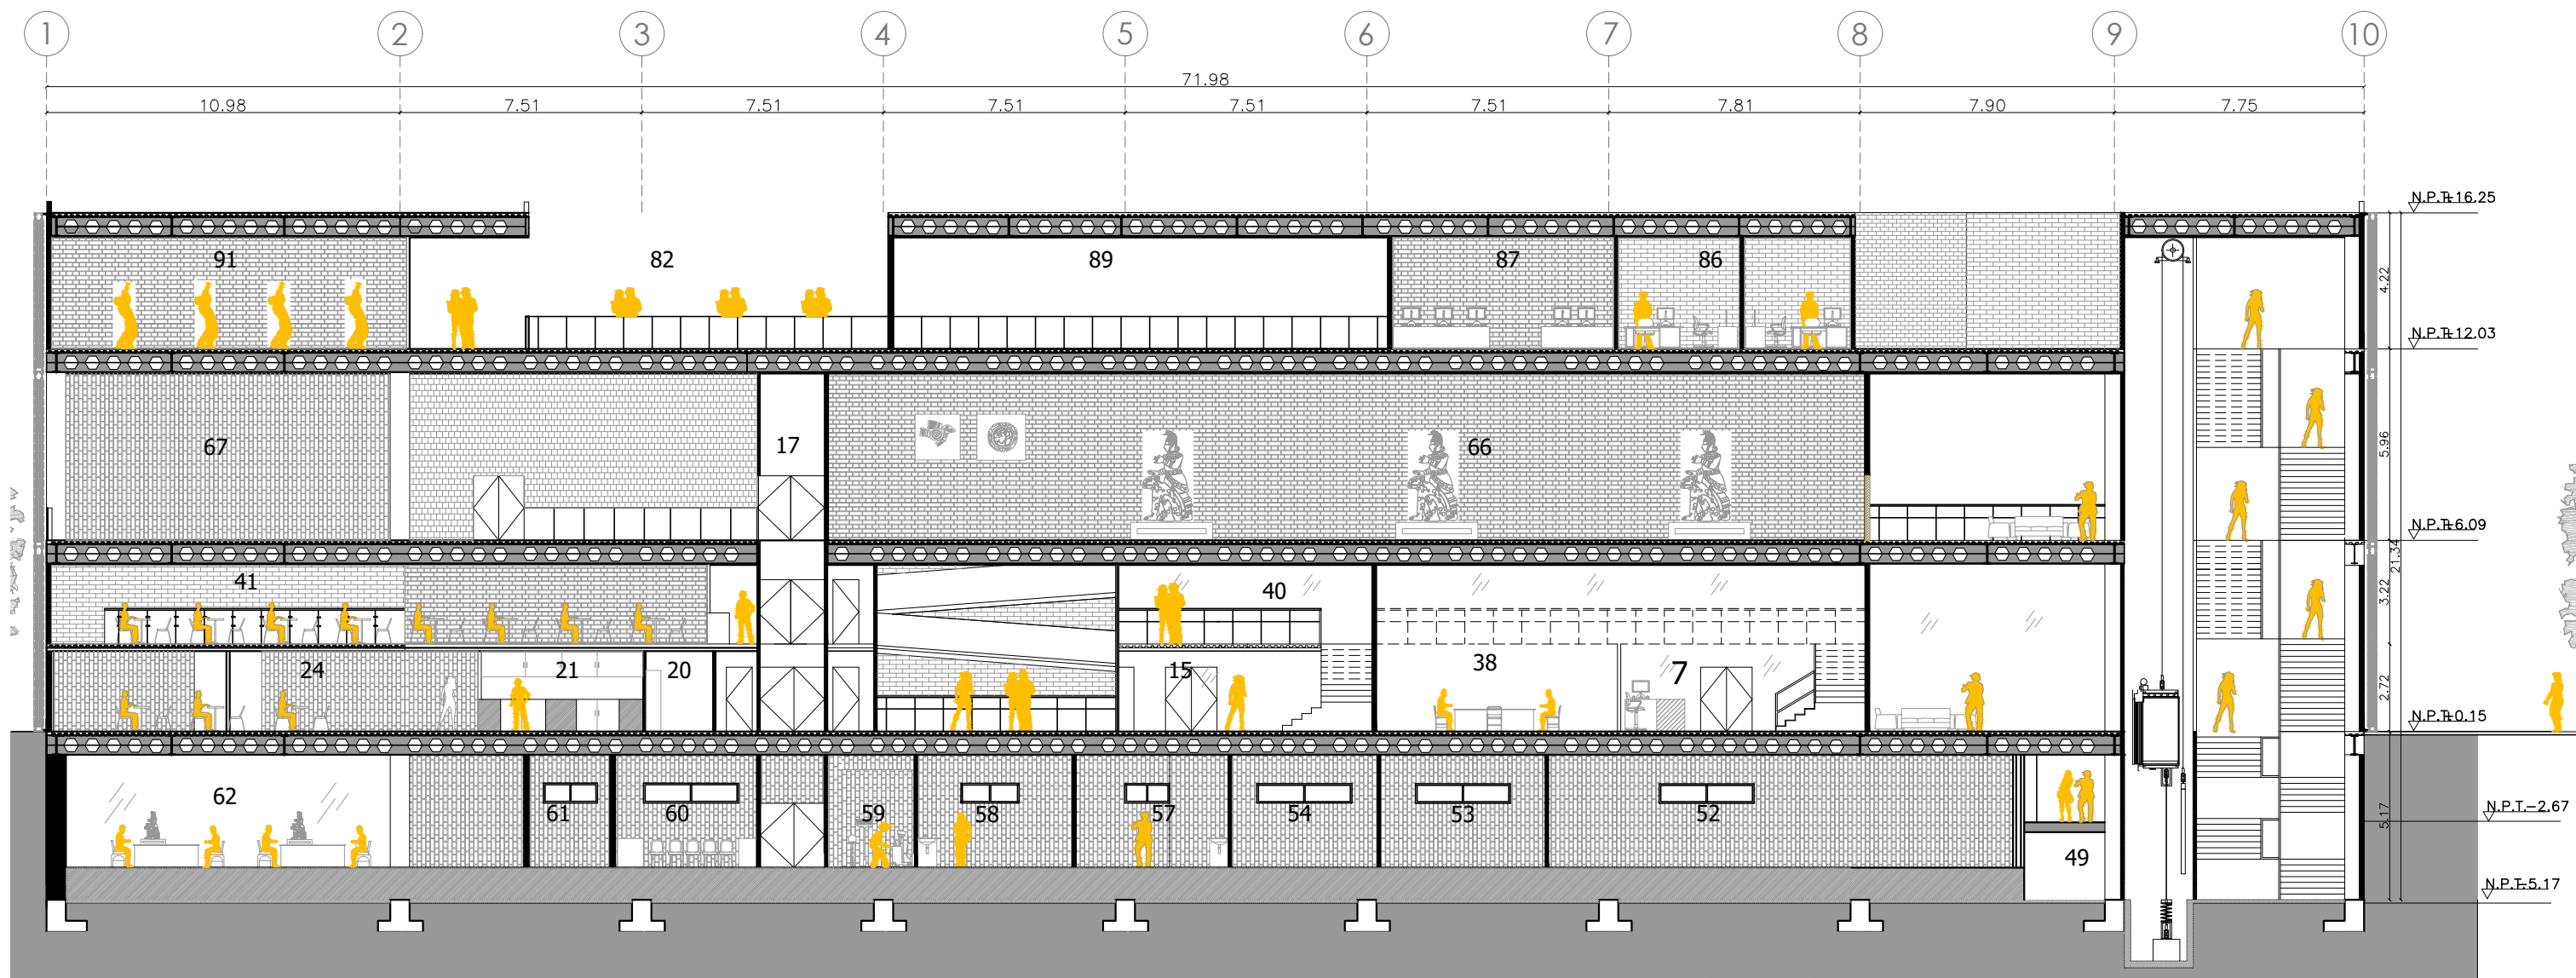 1 2 3 4 5 6 7 8 9 10
71.98
10.98 7.51 7.51 7.51 7.51 7.51 7.81 7.90 7.75
N.P.T.+16.25
91 82 89 87 86
4.22
N.P.T.+12.03
67 17 66
5.96
N.P.T.+6.09
21.34
41 40
3.22
24 21 20 15 38 7
2.72
N.P.T.+0.15
62 61 60 59 58 57 54 53 52
N.P.T.-2.67
5.17
49
N.P.T.-5.17